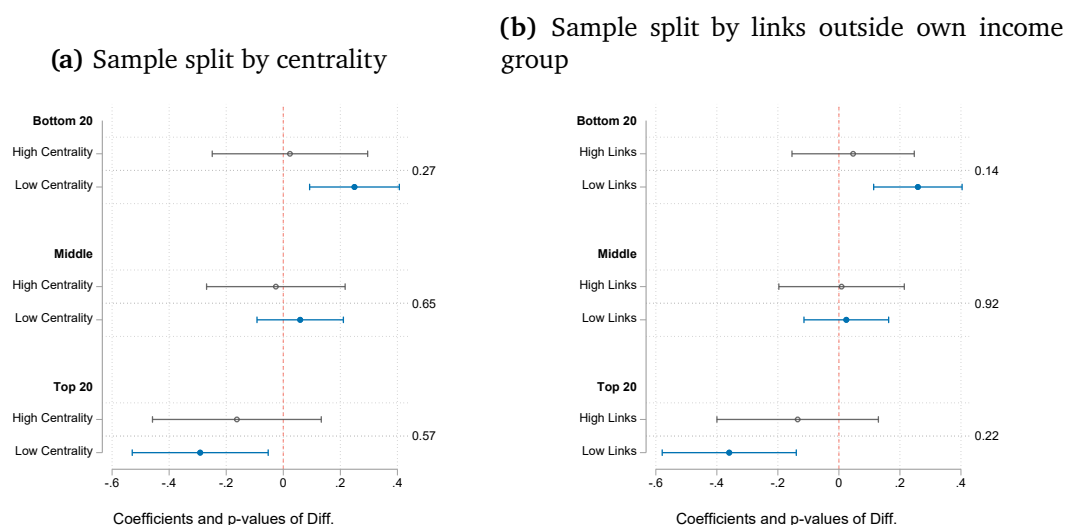 (a) Sample split by centrality
Bottom 20
High Centrality
0.27
Low Centrality
Middle
High Centrality
0.65
Low Centrality
Top 20
High Centrality
0.57
Low Centrality
-.6 -.4 -.2 0 .2 .4
Coefficients and p-values of Diff.
(b) Sample split by links outside own income
group
Bottom 20
High Links
0.14
Low Links
Middle
High Links
0.92
Low Links
Top 20
High Links
0.22
Low Links
-.6 -.4 -.2 0 .2 .4
Coefficients and p-values of Diff.